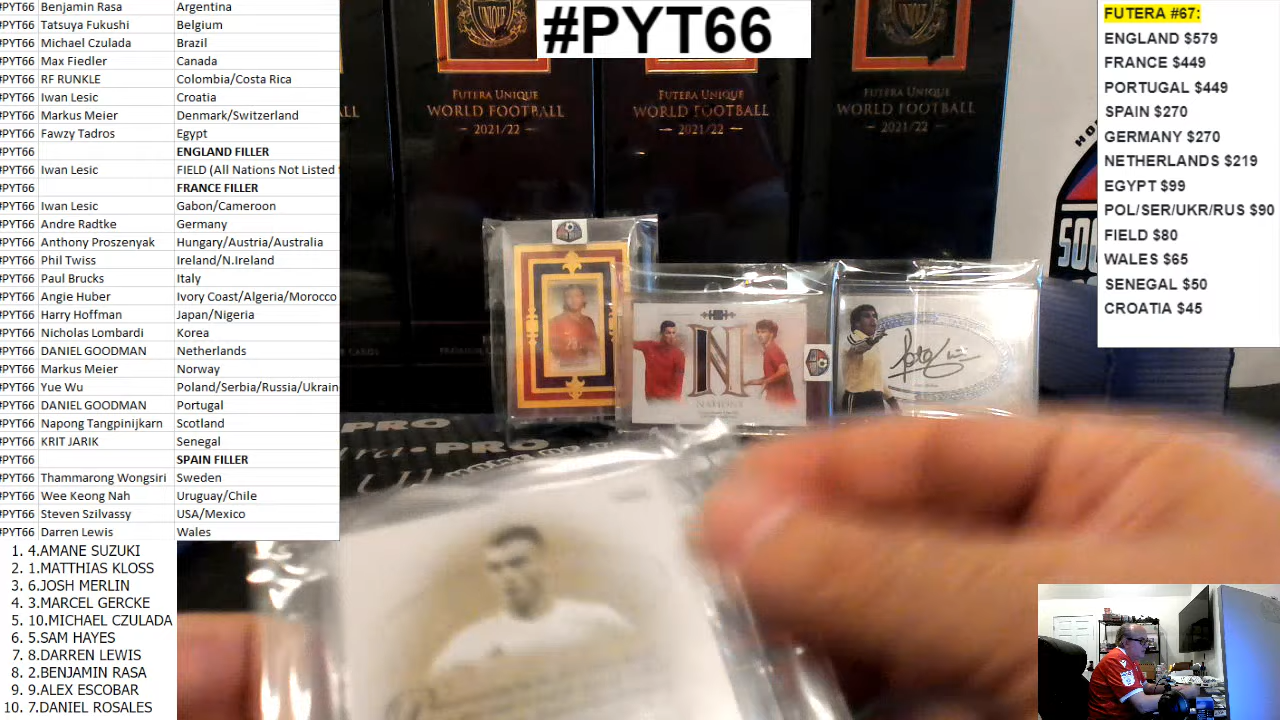 #PYT66 Benjamin Rasa Argentina
#PYT66 Tatsuya Fukushi Belgium
#PYT66 Michael Czulada Brazil
#PYT66 Max Fiedler Canada
#PYT66 RF RUNKLE Colombia/Costa Rica
#PYT66 Iwan Lesic Croatia
#PYT66 Markus Meier Denmark/Switzerland
#PYT66 Fawzy Tadros Egypt
#PYT66 ENGLAND FILLER
#PYT66 Iwan Lesic FIELD (All Nations Not Listed
#PYT66 FRANCE FILLER
#PYT66 Iwan Lesic Gabon/Cameroon
#PYT66 Andre Radtke Germany
#PYT66 Anthony Proszenyak Hungary/Austria/Australia
#PYT66 Phil Twiss Ireland/N.Ireland
#PYT66 Paul Brucks Italy
#PYT66 Angie Huber Ivory Coast/Algeria/Morocco
#PYT66 Harry Hoffman Japan/Nigeria
#PYT66 Nicholas Lombardi Korea
#PYT66 DANIEL GOODMAN Netherlands
#PYT66 Markus Meier Norway
#PYT66 Yue Wu Poland/Serbia/Russia/Ukrain
#PYT66 DANIEL GOODMAN Portugal
#PYT66 Napong Tangpinijkarn Scotland
#PYT66 KRIT JARIK Senegal
#PYT66 SPAIN FILLER
#PYT66 Thammarong Wongsiri Sweden
#PYT66 Wee Keong Nah Uruguay/Chile
#PYT66 Steven Szilvassy USA/Mexico
#PYT66 Darren Lewis Wales
1. 4.AMANE SUZUKI
2. 1.MATTHIAS KLOSS
3. 6.JOSH MERLIN
4. 3.MARCEL GERCKE
5. 10.MICHAEL CZULADA
6. 5.SAM HAYES
7. 8.DARREN LEWIS
8. 2.BENJAMIN RASA
9. 9.ALEX ESCOBAR
10. 7.DANIEL ROSALES
#PYT66
UNIQUE
FUTERA UNIQUE
WORLD FOOTBALL
2021/22
FUTERA UNIQUE
WORLD FOOTBALL
2021/22
FUTERA UNIQUE
WORLD FOOTBALL
2021/22
N
NATIONS
PRO
PRO
FUTERA #67:
ENGLAND $579
FRANCE $449
PORTUGAL $449
SPAIN $270
GERMANY $270
NETHERLANDS $219
EGYPT $99
POL/SER/UKR/RUS $90
FIELD $80
WALES $65
SENEGAL $50
CROATIA $45